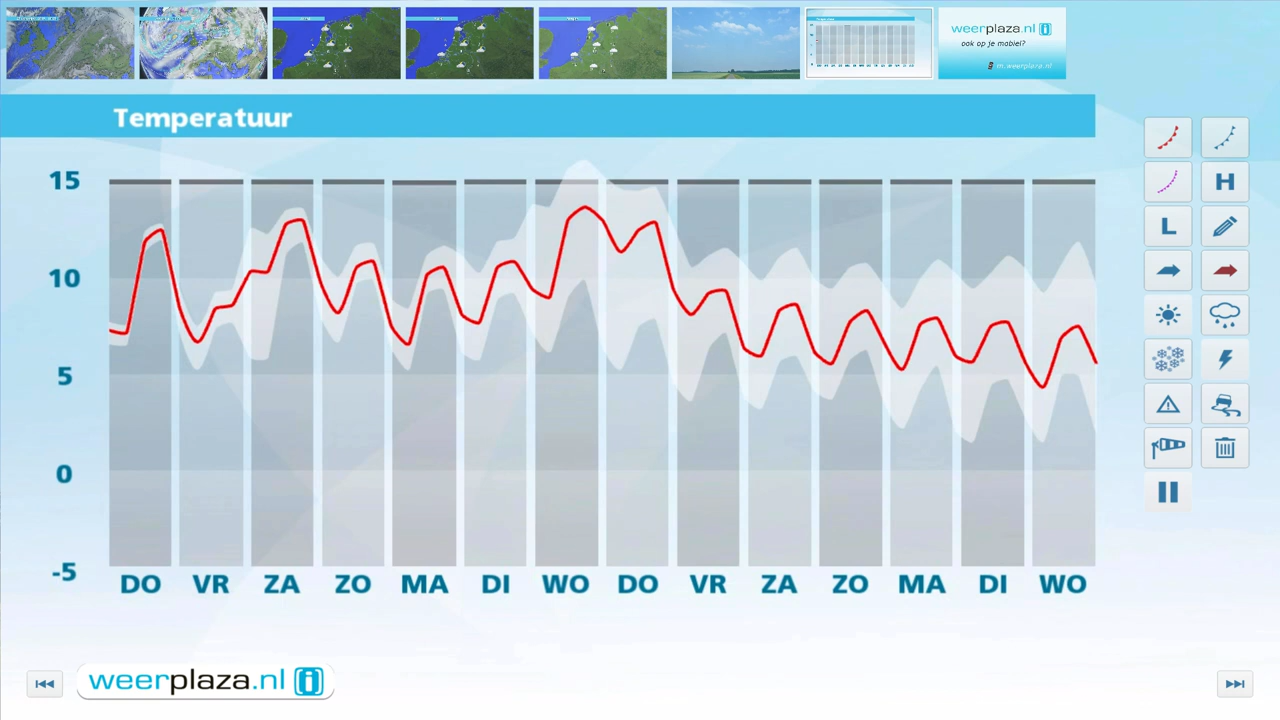 weerplaza.nl
ook op je mobiel?
m.weerplaza.nl
Temperatuur
15
10
5
0
-5
DO VR ZA ZO MA DI WO DO VR ZA ZO MA DI WO
H
L
weerplaza.nl